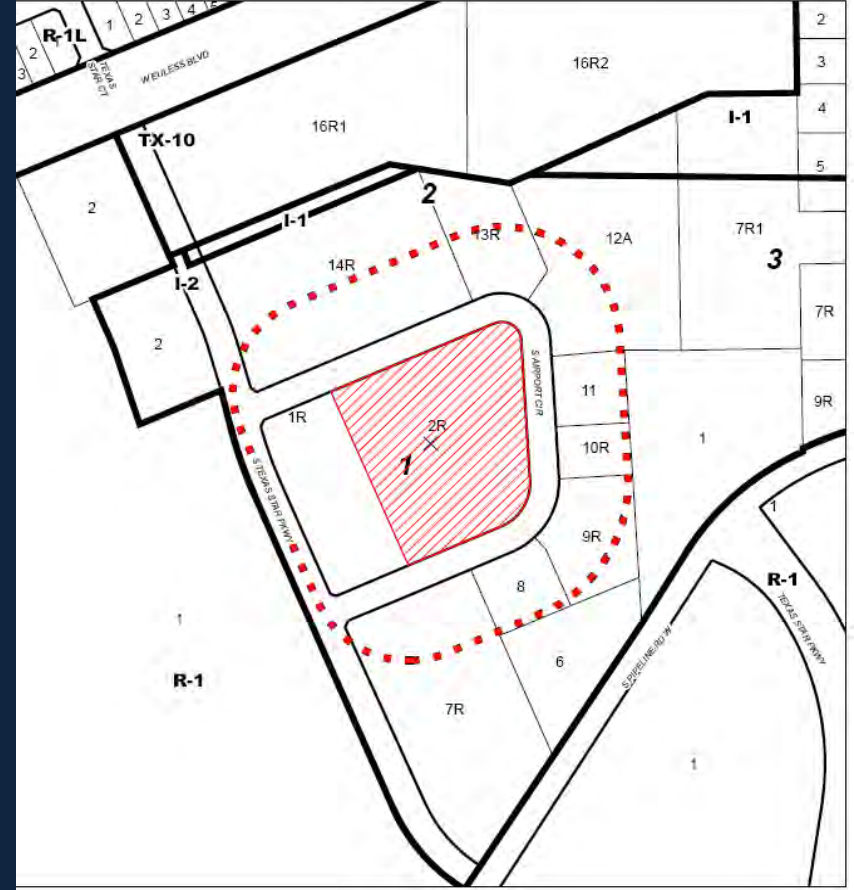 R-1L
1
2
3
4
5
2
1
3
TEXAS
STAR CT
W EULESS BLVD
2
3
4
5
16R2
16R1
I-1
TX-10
2
2
I-1
13R
12A
7R1
3
14R
I-2
7R
2
S AIRPORT CIR
11
9R
1R
2R
1
10R
1
S TEXAS STAR PKWY
9R
1
8
R-1
TEXAS STAR PKWY
1
S PIPELINE RD W
6
R-1
7R
1